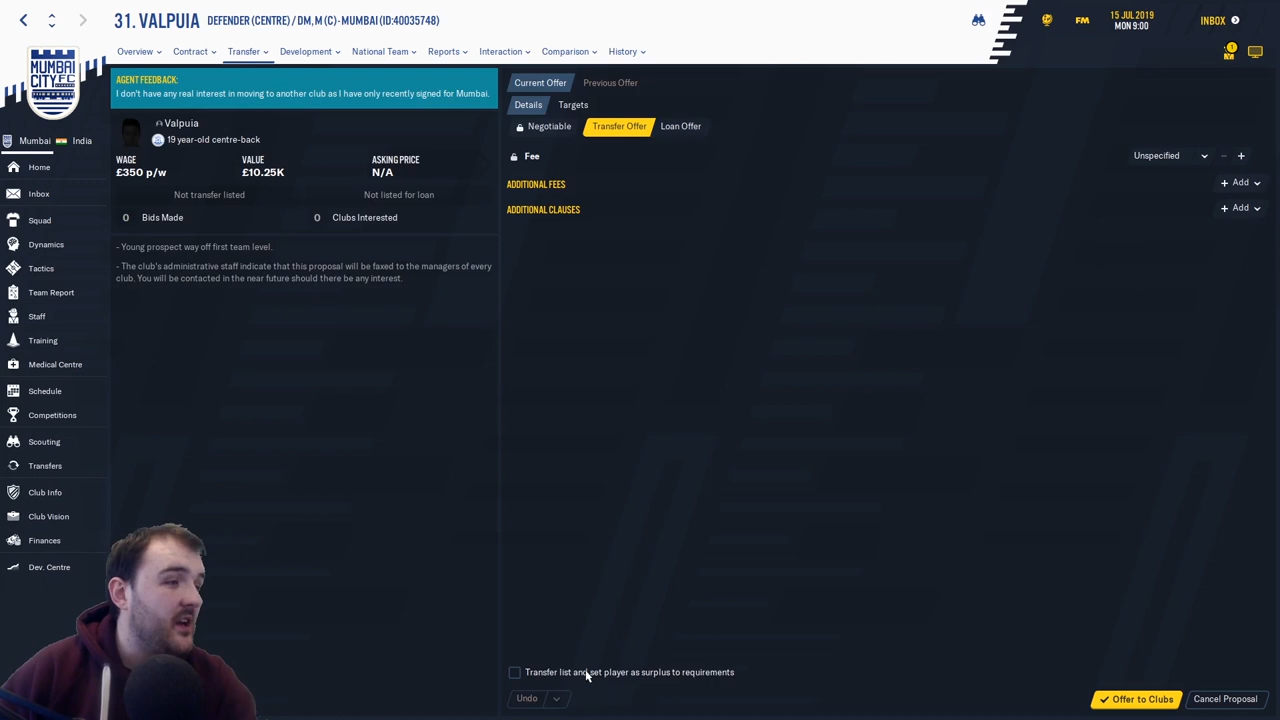 31. VALPUIA DEFENDER (CENTRE) / DM, M (C) - MUMBAI (ID:40035748)
15 JUL 2019
MON 9:00
INBOX
FM
Overview Contract Transfer Development National Team Reports Interaction Comparison History
1
MUMBAI
CITY FC
Mumbai India
Home
Inbox
Squad
Dynamics
Tactics
Team Report
Staff
Training
Medical Centre
Schedule
Competitions
Scouting
Transfers
Club Info
Club Vision
Finances
Dev. Centre
AGENT FEEDBACK:
I don't have any real interest in moving to another club as I have only recently signed for Mumbai.
Valpuia
19 year-old centre-back
WAGE VALUE ASKING PRICE
£350 p/w £10.25K N/A
Not transfer listed Not listed for loan
0 Bids Made 0 Clubs Interested
- Young prospect way off first team level.
- The club's administrative staff indicate that this proposal will be faxed to the managers of every
club. You will be contacted in the near future should there be any interest.
Current Offer Previous Offer
Details Targets
Negotiable Transfer Offer Loan Offer
Fee Unspecified
ADDITIONAL FEES + Add
ADDITIONAL CLAUSES + Add
Transfer list and set player as surplus to requirements
Undo Offer to Clubs Cancel Proposal